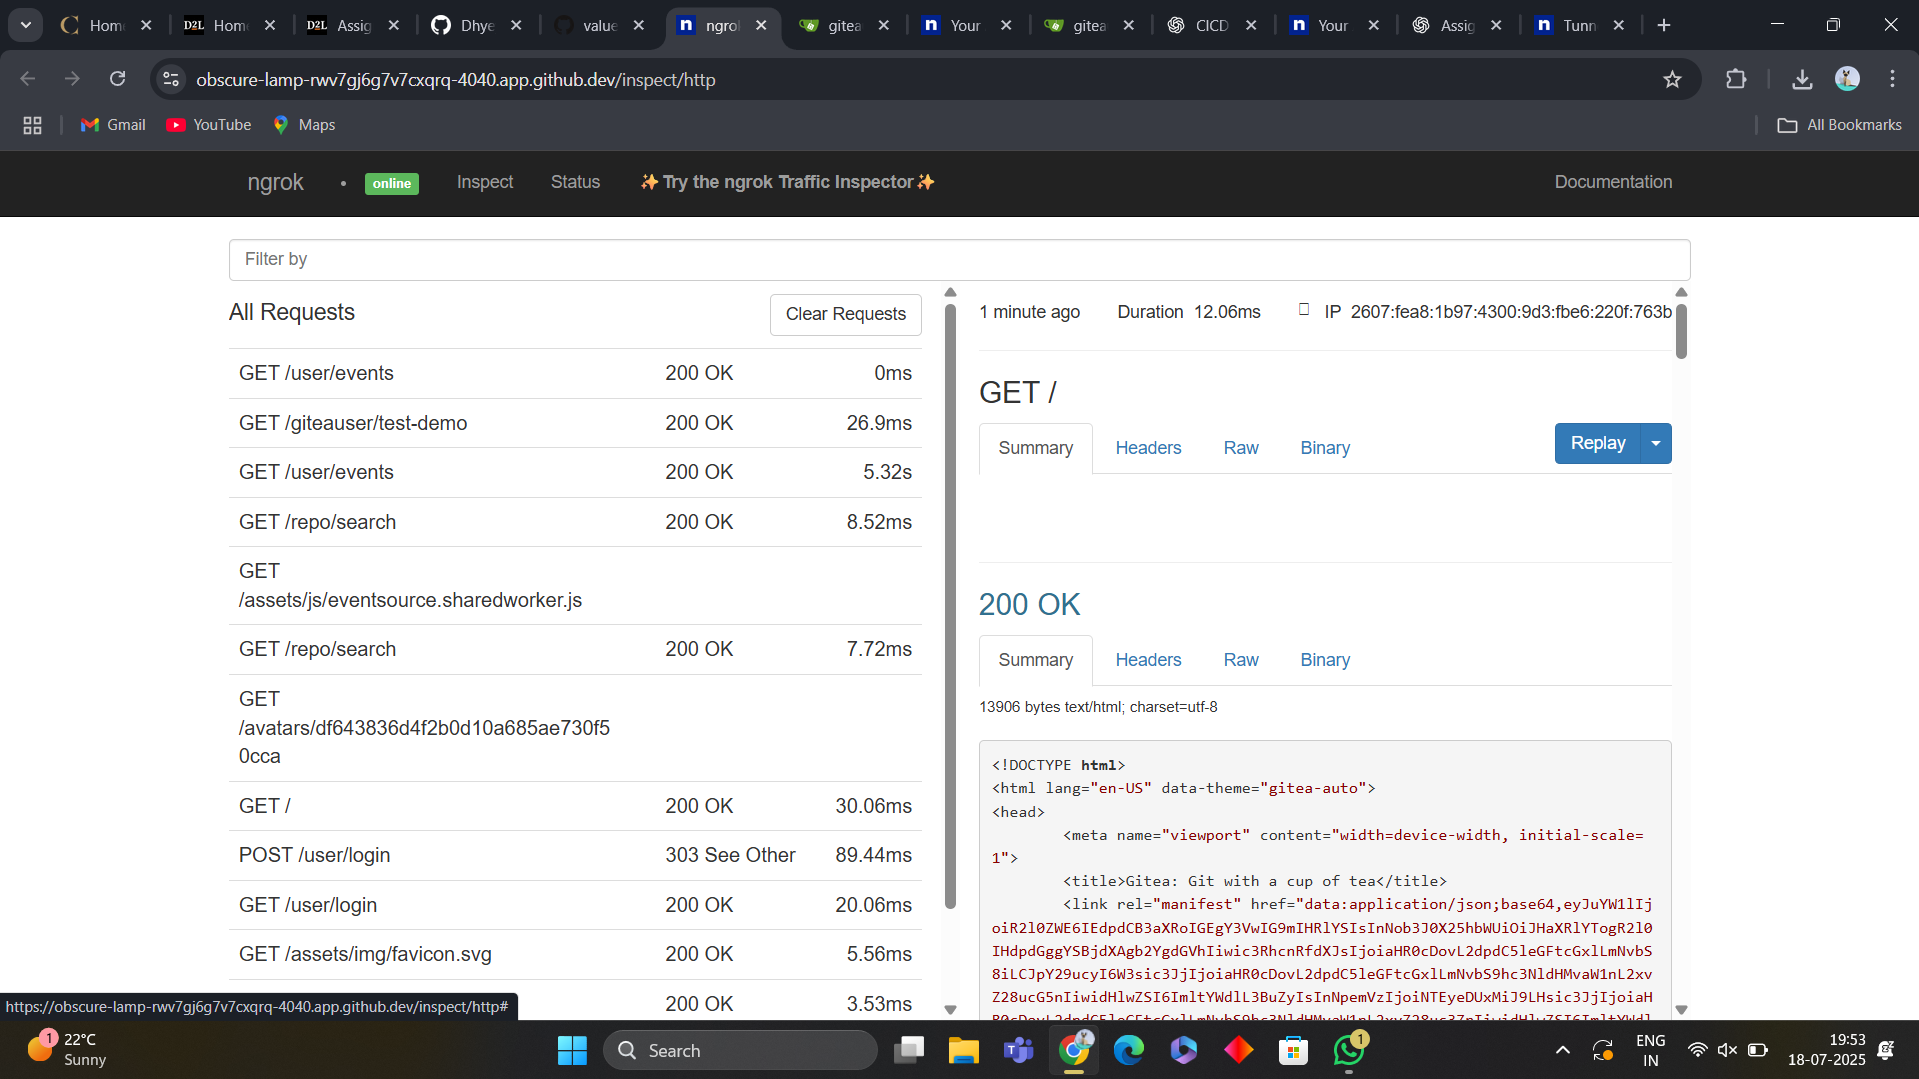 Home
Home
Assig
Dhye
value
ngrok
gitea
Your
gitea
CICD
Your
Assig
Tunn
obscure-lamp-rwv7gj6g7v7cxqrq-4040.app.github.dev/inspect/http
Gmail
YouTube
Maps
All Bookmarks
ngrok
online
Inspect
Status
✨Try the ngrok Traffic Inspector✨
Documentation
Filter by
All Requests
Clear Requests
GET /user/events 200 OK 0ms
GET /giteauser/test-demo 200 OK 26.9ms
GET /user/events 200 OK 5.32s
GET /repo/search 200 OK 8.52ms
GET
/assets/js/eventsource.sharedworker.js
GET /repo/search 200 OK 7.72ms
GET
/avatars/df643836d4f2b0d10a685ae730f5
0cca
GET / 200 OK 30.06ms
POST /user/login 303 See Other 89.44ms
GET /user/login 200 OK 20.06ms
GET /assets/img/favicon.svg 200 OK 5.56ms
200 OK 3.53ms
1 minute ago Duration 12.06ms IP 2607:fea8:1b97:4300:9d3:fbe6:220f:763b
GET /
Summary Headers Raw Binary
Replay
200 OK
Summary Headers Raw Binary
13906 bytes text/html; charset=utf-8
<!DOCTYPE html>
<html lang="en-US" data-theme="gitea-auto">
<head>
<meta name="viewport" content="width=device-width, initial-scale=
1">
<title>Gitea: Git with a cup of tea</title>
<link rel="manifest" href="data:application/json;base64,eyJuYW1lIj
oiR2l0ZWE6IEdpdCB3aXRoIGEgY3VwIG9mIHRlYSIsInNob3J0X25hbWUiOiJHaXRlYTogR2l0
IHdpdGggYSBjdXAgb2YgdGVhIiwic3RhcnRfdXJsIjoiaHR0cDovL2dpdC5leGFtcGxlLmNvbS
8iLCJpY29ucyI6W3sic3JjIjoiaHR0cDovL2dpdC5leGFtcGxlLmNvbS9hc3NldHMvaW1nL2xv
Z28ucG5nIiwidHlwZSI6ImltYWdlL3BuZyIsInNpemVzIjoiNTEyeDUxMiJ9LHsic3JjIjoiaH
https://obscure-lamp-rwv7gj6g7v7cxqrq-4040.app.github.dev/inspect/http#
1
22°C
Sunny
Search
1
ENG
IN
19:53
18-07-2025